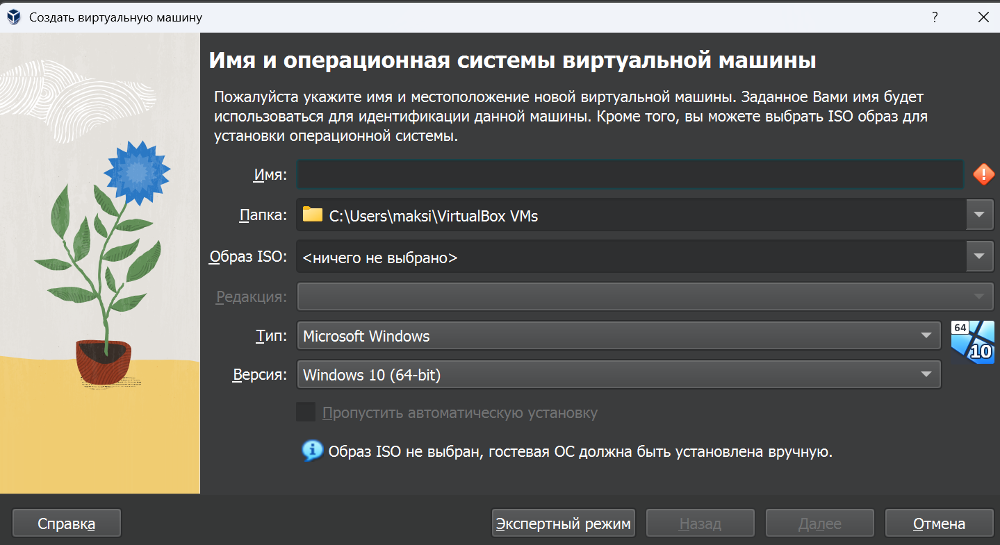 Создать виртуальную машину
?
Имя и операционная системы виртуальной машины
Пожалуйста укажите имя и местоположение новой виртуальной машины. Заданное Вами имя будет
использоваться для идентификации данной машины. Кроме того, вы можете выбрать ISO образ для
установки операционной системы.
Имя:
!
Папка: C:\Users\maksi\VirtualBox VMs
Образ ISO: <ничего не выбрано>
Редакция:
Тип: Microsoft Windows
64
10
Версия: Windows 10 (64-bit)
Пропустить автоматическую установку
i Образ ISO не выбран, гостевая ОС должна быть установлена вручную.
Справка Экспертный режим Назад Далее Отмена